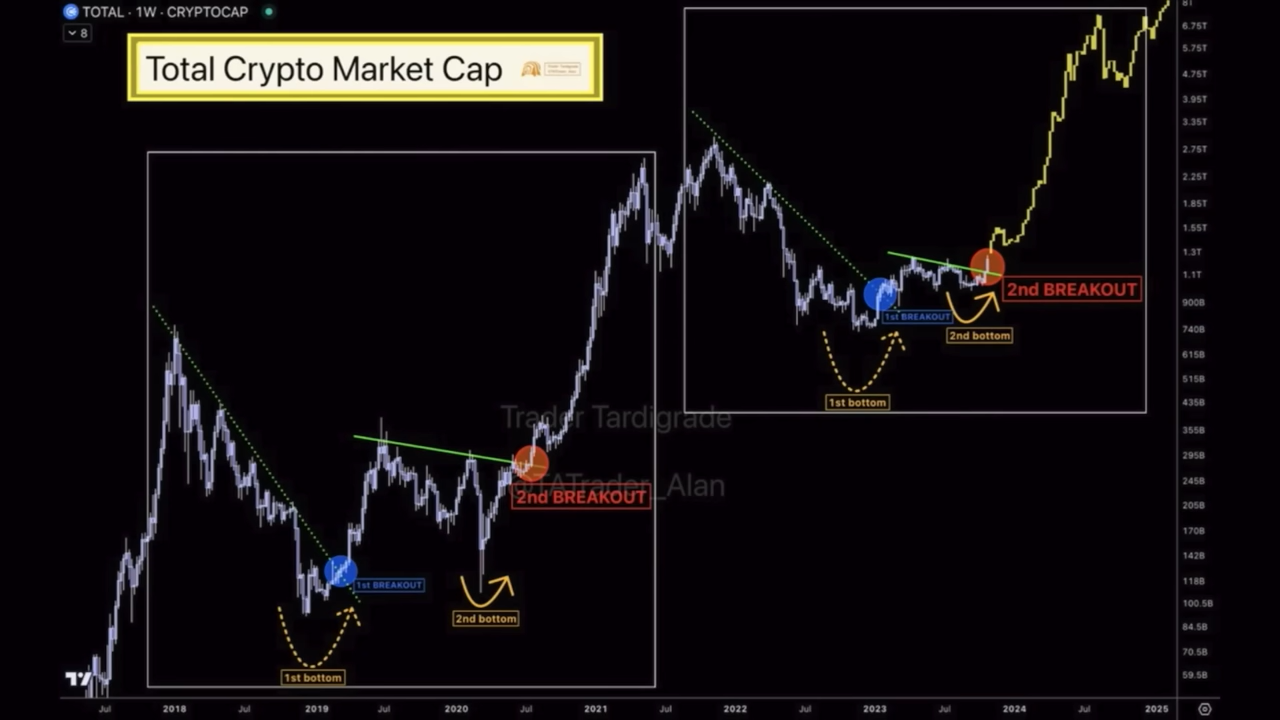 TOTAL · 1W · CRYPTOCAP
8
Total Crypto Market Cap
8T
6.75T
5.75T
4.75T
3.95T
3.35T
2.75T
2.25T
1.85T
1.55T
1.3T
1.1T
900B
740B
615B
515B
435B
355B
295B
245B
205B
170B
142B
118B
100.5B
84.5B
70.5B
59.5B
2nd BREAKOUT
1st BREAKOUT
2nd bottom
1st bottom
Trader Tardigrade
@TATrader_Alan
2nd BREAKOUT
1st BREAKOUT
2nd bottom
1st bottom
Jul 2018 Jul 2019 Jul 2020 Jul 2021 Jul 2022 Jul 2023 Jul 2024 Jul 2025